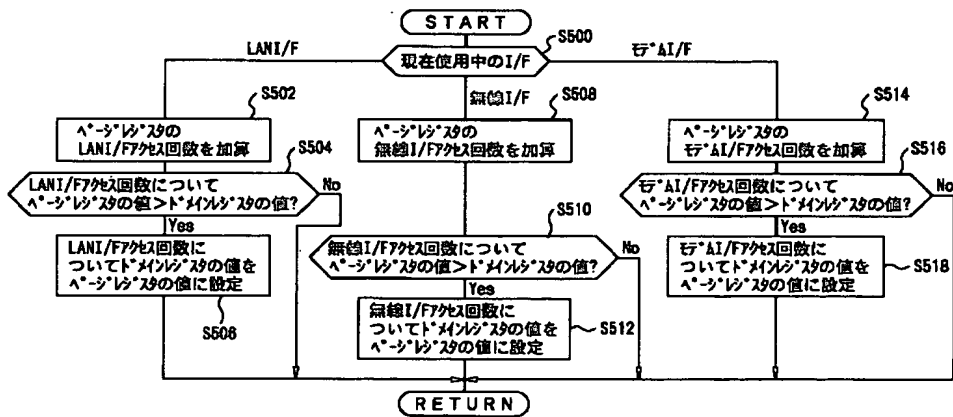 START
S500
LANI/F
現在使用中のI/F
ﾓﾃﾞﾑI/F
無線I/F
S502
ﾍﾟｰｼﾞﾚｼﾞｽﾀの
LANI/Fｱｸｾｽ回数を加算
S508
ﾍﾟｰｼﾞﾚｼﾞｽﾀの
無線I/Fｱｸｾｽ回数を加算
S514
ﾍﾟｰｼﾞﾚｼﾞｽﾀの
ﾓﾃﾞﾑI/Fｱｸｾｽ回数を加算
S504
LANI/Fｱｸｾｽ回数について
ﾍﾟｰｼﾞﾚｼﾞｽﾀの値>ﾄﾞﾒｲﾝﾚｼﾞｽﾀの値?
No
Yes
S516
ﾓﾃﾞﾑI/Fｱｸｾｽ回数について
ﾍﾟｰｼﾞﾚｼﾞｽﾀの値>ﾄﾞﾒｲﾝﾚｼﾞｽﾀの値?
No
Yes
S510
無線I/Fｱｸｾｽ回数について
ﾍﾟｰｼﾞﾚｼﾞｽﾀの値>ﾄﾞﾒｲﾝﾚｼﾞｽﾀの値?
No
Yes
LANI/Fｱｸｾｽ回数に
ついてﾄﾞﾒｲﾝﾚｼﾞｽﾀの値を
ﾍﾟｰｼﾞﾚｼﾞｽﾀの値に設定
S506
ﾓﾃﾞﾑI/Fｱｸｾｽ回数に
ついてﾄﾞﾒｲﾝﾚｼﾞｽﾀの値を
ﾍﾟｰｼﾞﾚｼﾞｽﾀの値に設定
S518
無線I/Fｱｸｾｽ回数に
ついてﾄﾞﾒｲﾝﾚｼﾞｽﾀの値を
ﾍﾟｰｼﾞﾚｼﾞｽﾀの値に設定
S512
RETURN